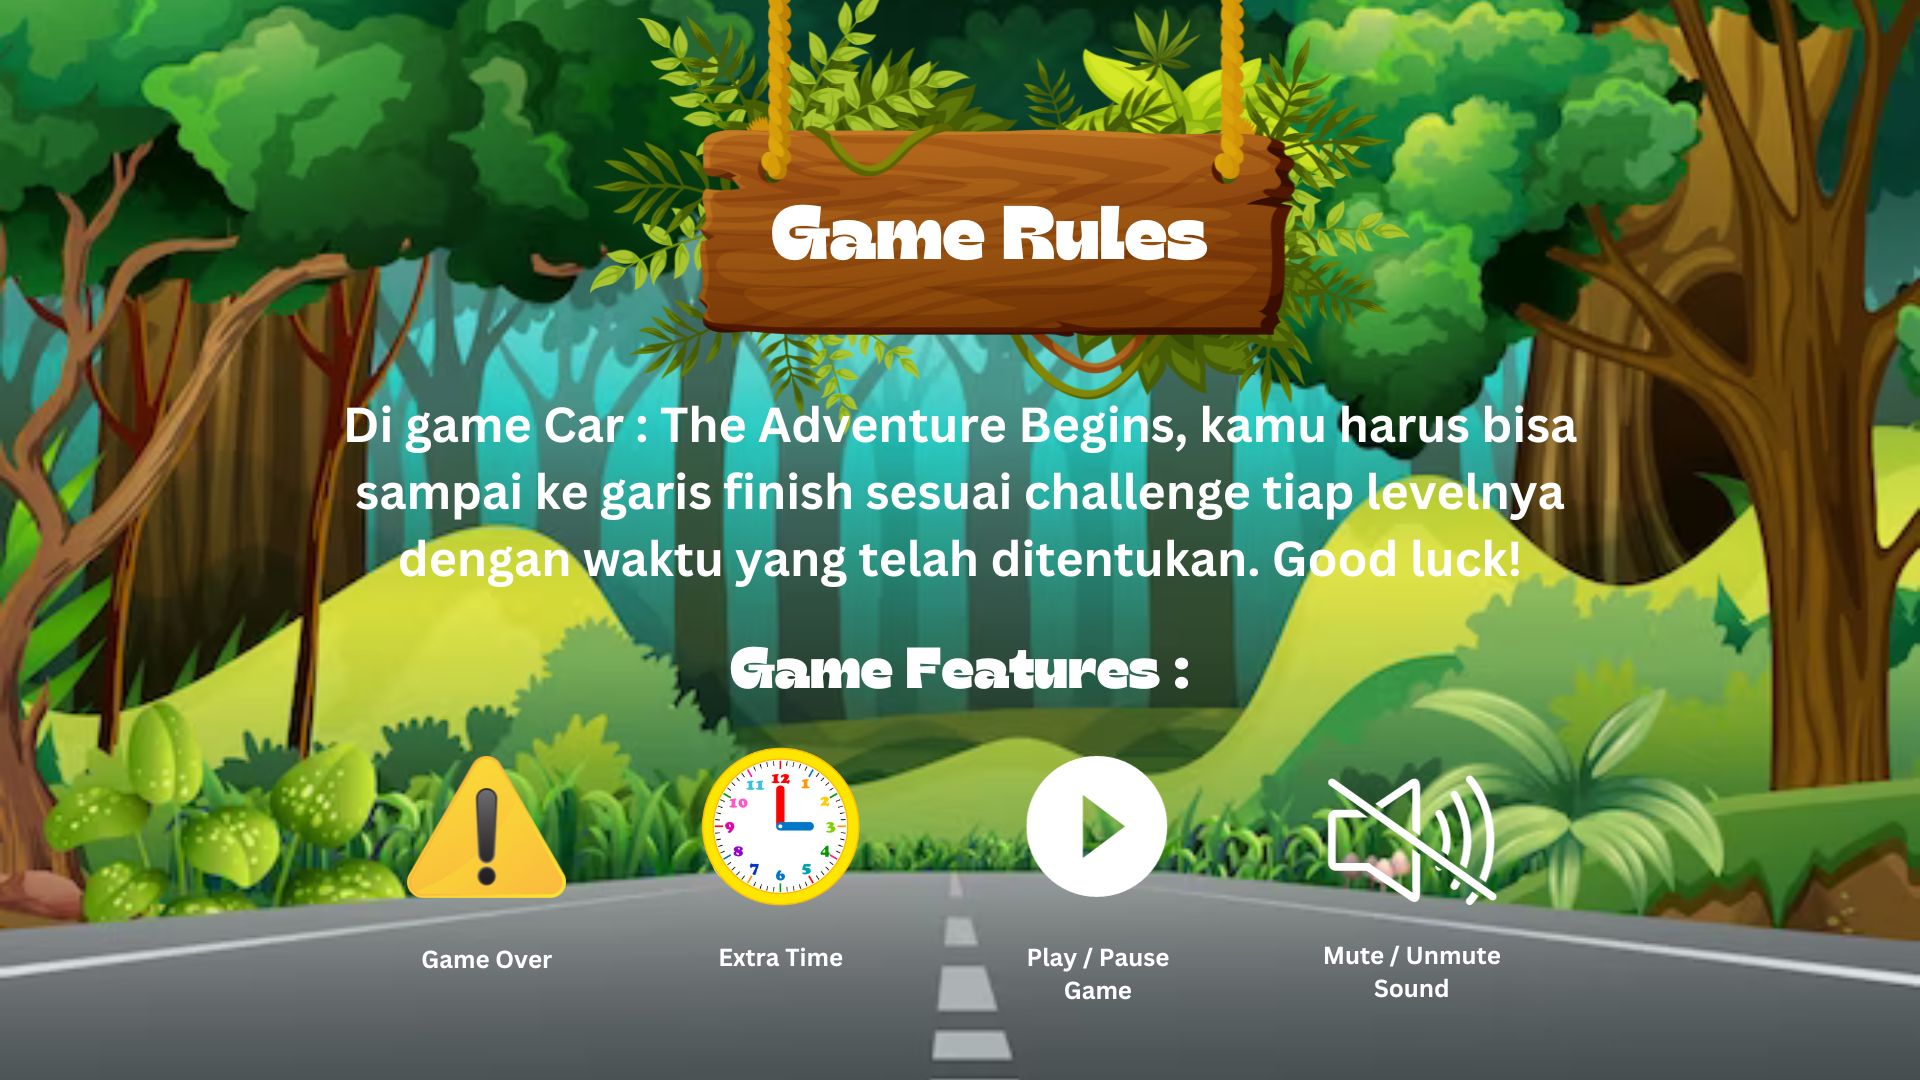 Game Rules
Di game Car : The Adventure Begins, kamu harus bisa
sampai ke garis finish sesuai challenge tiap levelnya
dengan waktu yang telah ditentukan. Good luck!
Game Features :
12
1
2
3
4
5
6
7
8
9
10
11
Game Over
Extra Time
Play / Pause
Game
Mute / Unmute
Sound